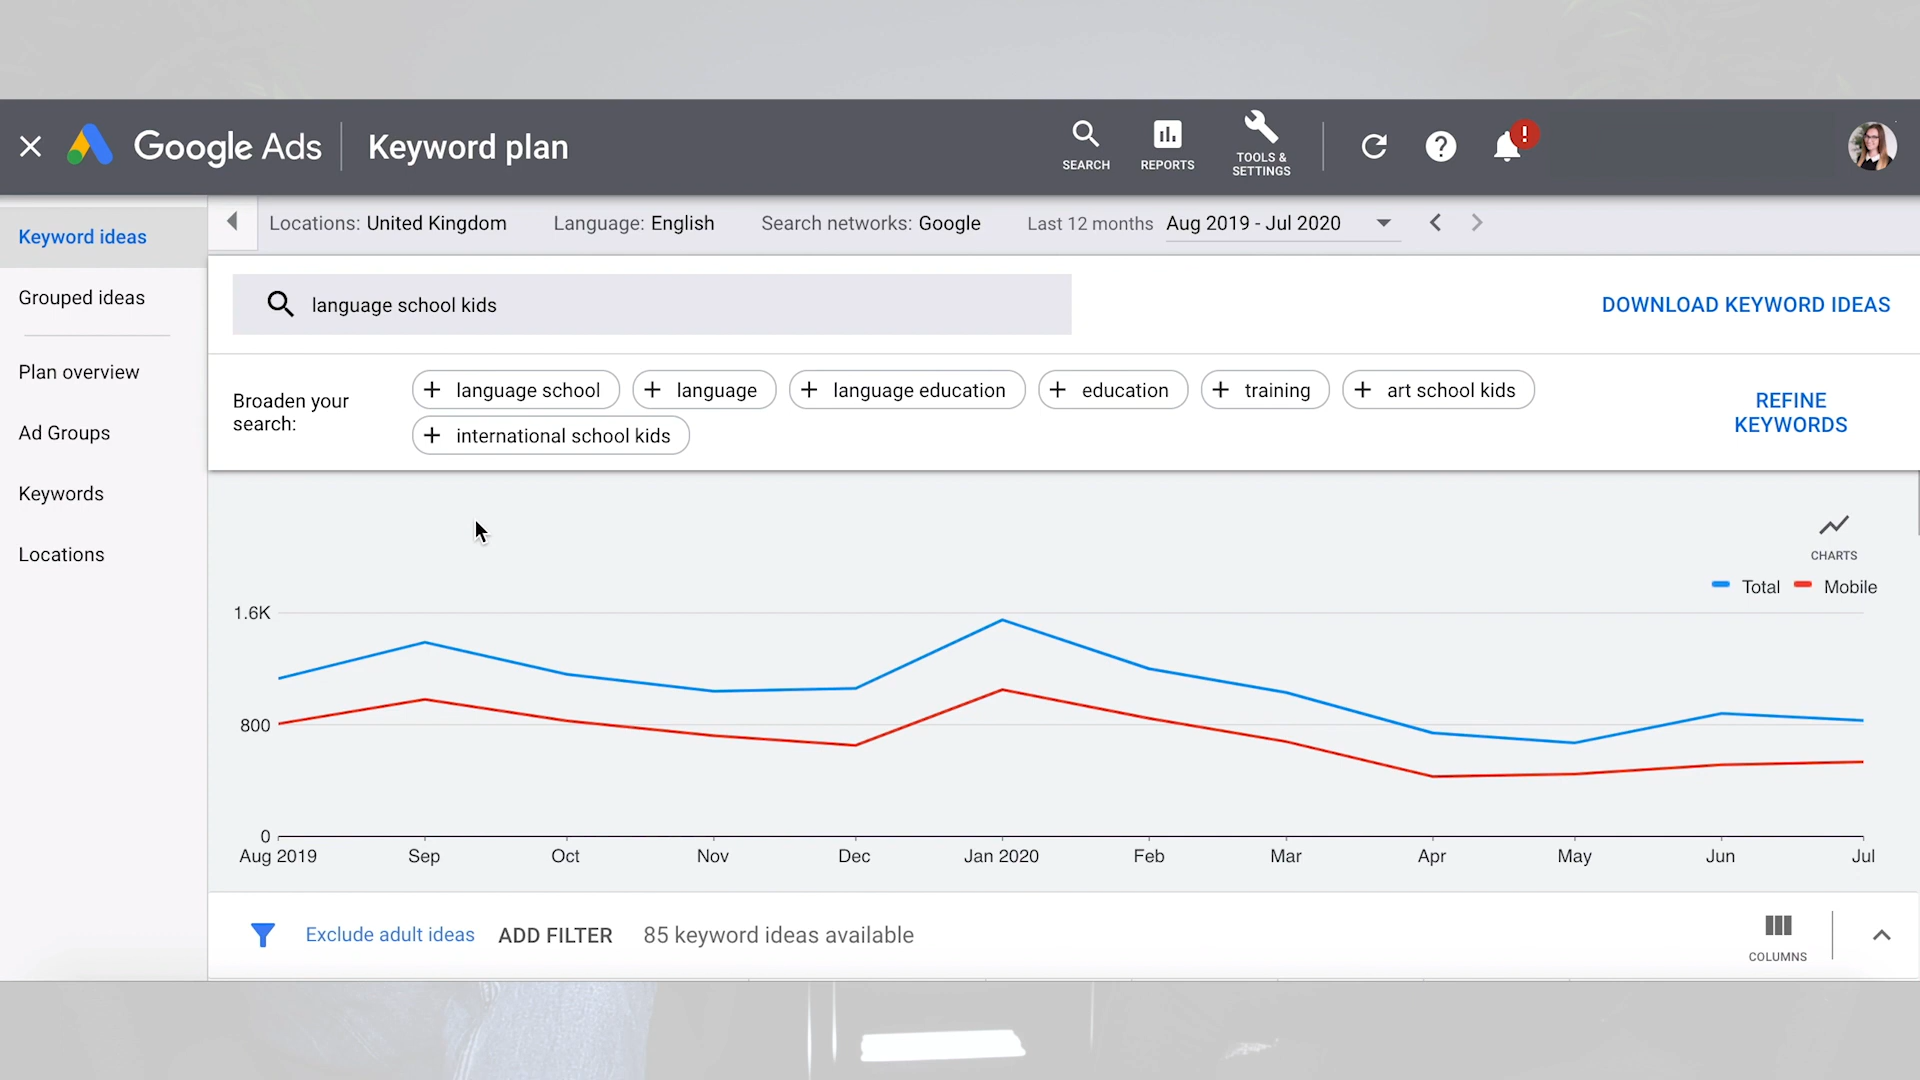 Google Ads
Keyword plan
SEARCH
REPORTS
TOOLS &
SETTINGS
!
Keyword ideas
Grouped ideas
Plan overview
Ad Groups
Keywords
Locations
Locations: United Kingdom
Language: English
Search networks: Google
Last 12 months Aug 2019 - Jul 2020
language school kids
DOWNLOAD KEYWORD IDEAS
Broaden your
search:
+ language school
+ language
+ language education
+ education
+ training
+ art school kids
+ international school kids
REFINE
KEYWORDS
CHARTS
Total
Mobile
1.6K
800
0
Aug 2019
Sep
Oct
Nov
Dec
Jan 2020
Feb
Mar
Apr
May
Jun
Jul
Exclude adult ideas
ADD FILTER
85 keyword ideas available
COLUMNS